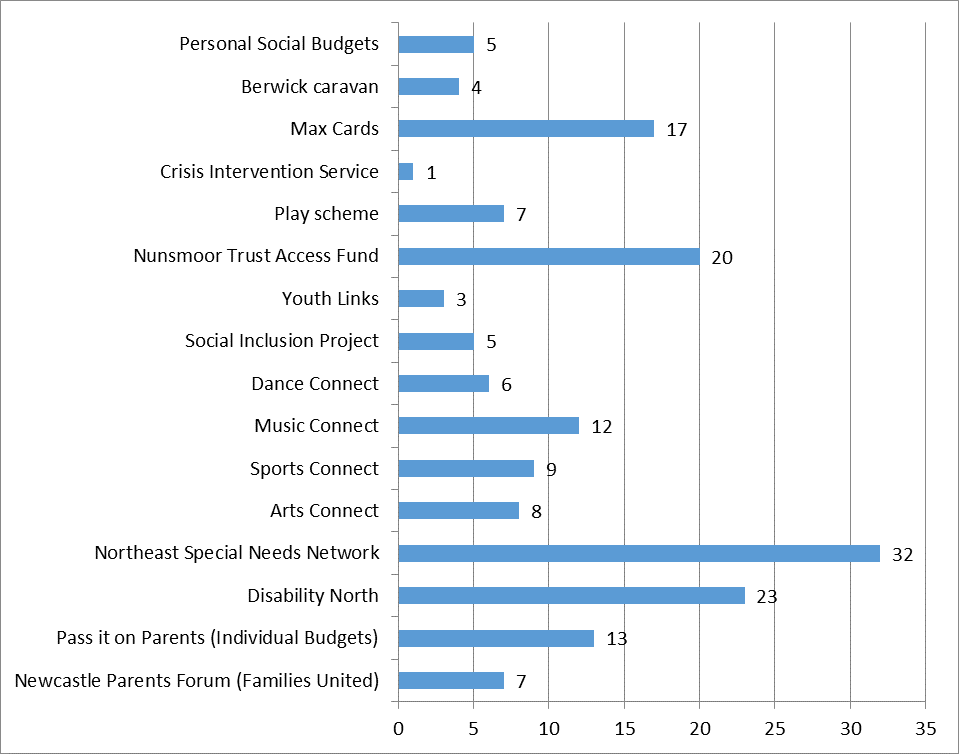 Personal Social Budgets 5
Berwick caravan 4
Max Cards 17
Crisis Intervention Service 1
Play scheme 7
Nunsmoor Trust Access Fund 20
Youth Links 3
Social Inclusion Project 5
Dance Connect 6
Music Connect 12
Sports Connect 9
Arts Connect 8
Northeast Special Needs Network 32
Disability North 23
Pass it on Parents (Individual Budgets) 13
Newcastle Parents Forum (Families United) 7
0 5 10 15 20 25 30 35